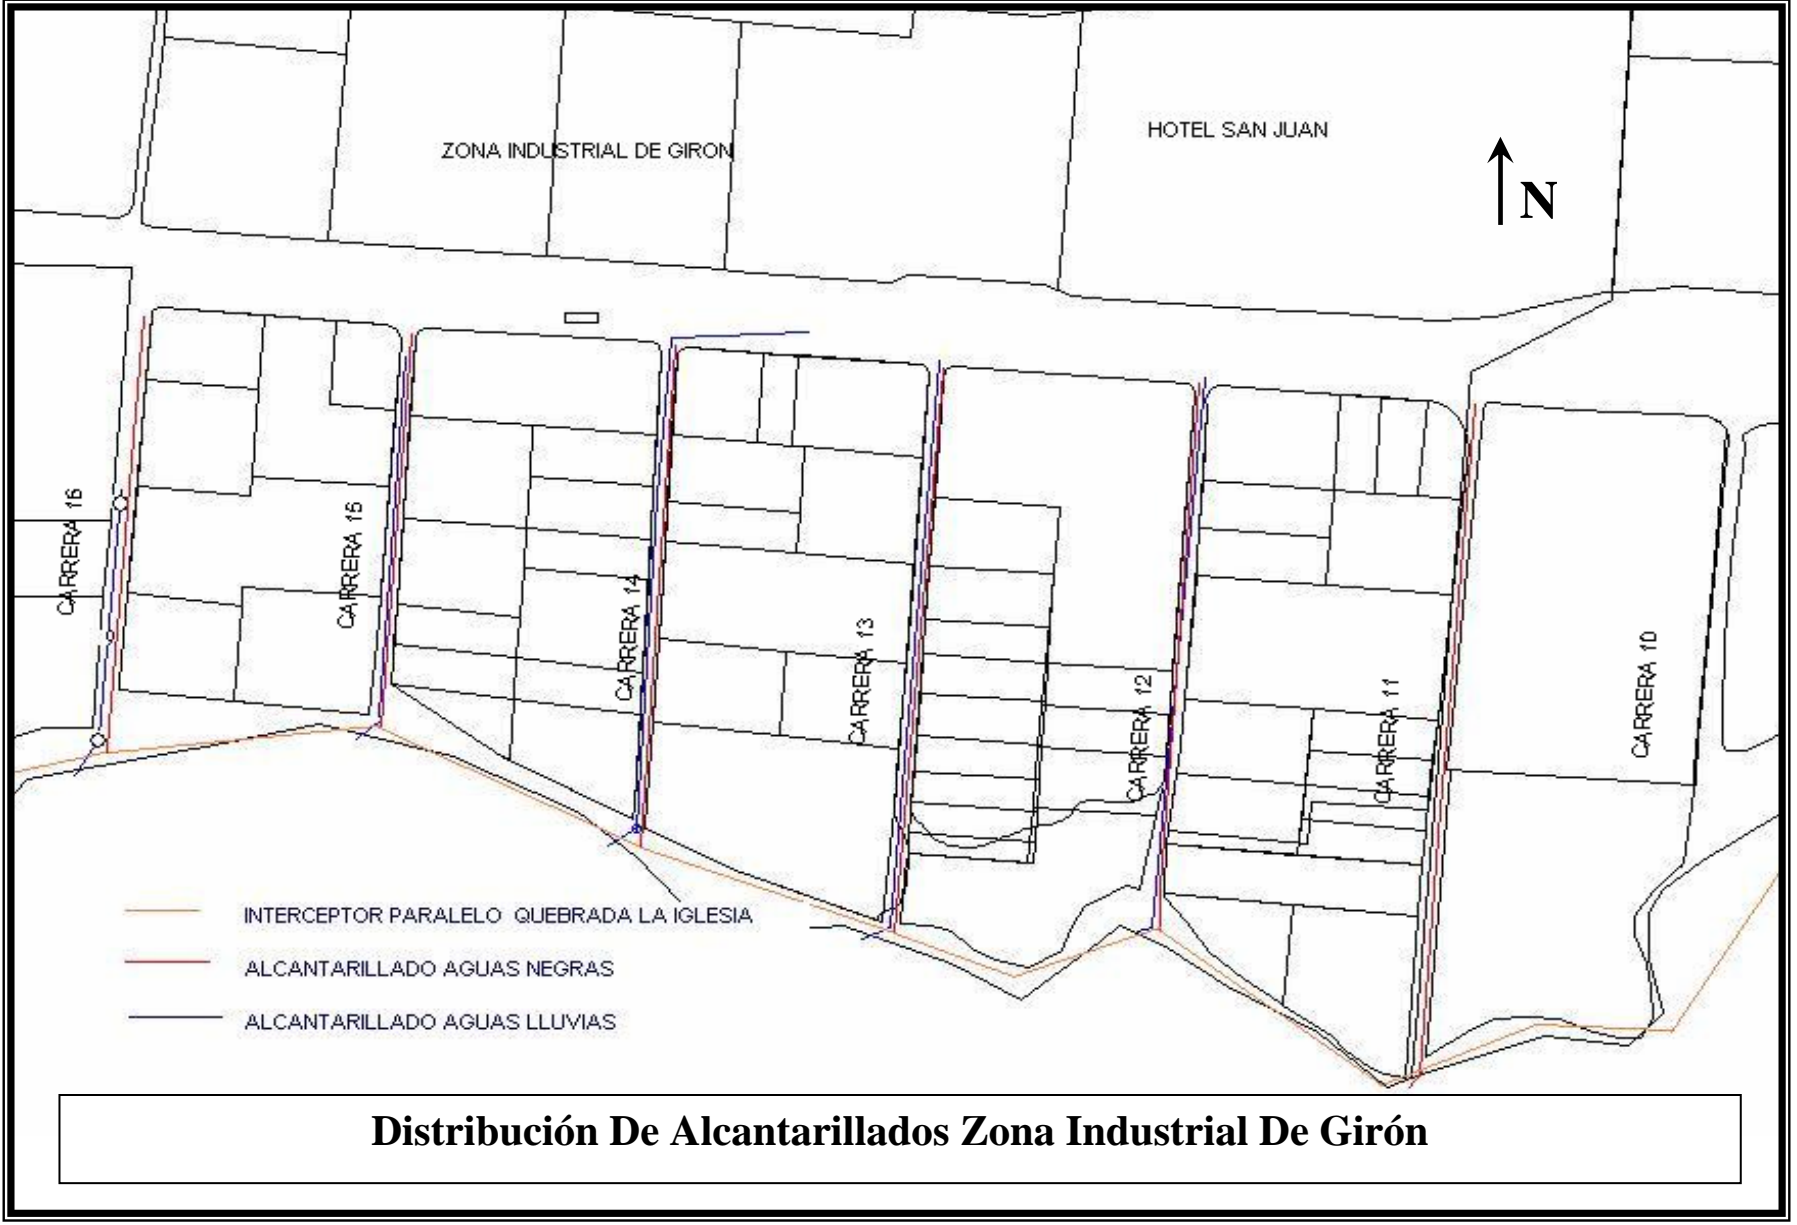 HOTEL SAN JUAN
ZONA INDUSTRIAL DE GIRON
N
CARRERA 16
CARRERA 15
CARRERA 14
CARRERA 13
CARRERA 12
CARRERA 11
CARRERA 10
INTERCEPTOR PARALELO QUEBRADA LA IGLESIA
ALCANTARILLADO AGUAS NEGRAS
ALCANTARILLADO AGUAS LLUVIAS
Distribución De Alcantarillados Zona Industrial De Girón